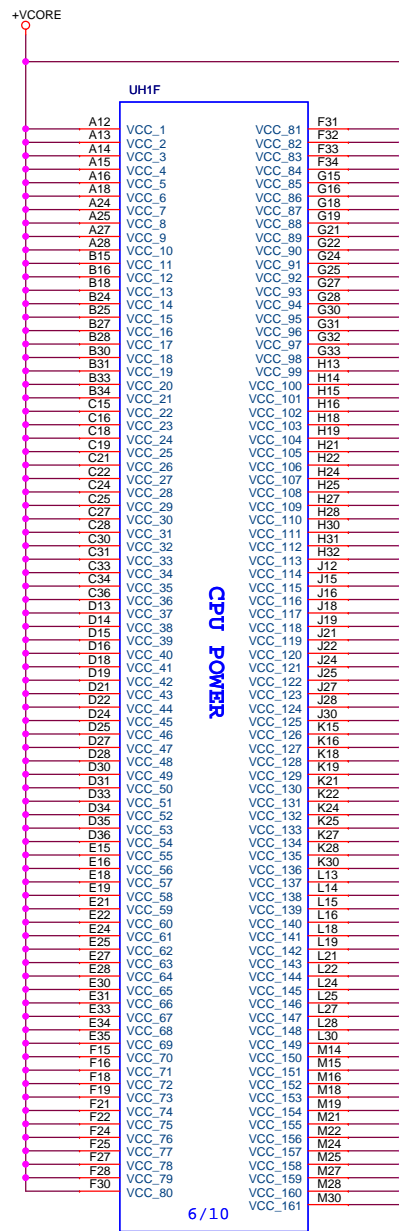 +VCORE
UH1F
A12 VCC_1 VCC_81 F31
A13 VCC_2 VCC_82 F32
A14 VCC_3 VCC_83 F33
A15 VCC_4 VCC_84 F34
A16 VCC_5 VCC_85 G15
A18 VCC_6 VCC_86 G16
A24 VCC_7 VCC_87 G18
A25 VCC_8 VCC_88 G19
A27 VCC_9 VCC_89 G21
A28 VCC_10 VCC_90 G22
B15 VCC_11 VCC_91 G24
B16 VCC_12 VCC_92 G25
B18 VCC_13 VCC_93 G27
B24 VCC_14 VCC_94 G28
B25 VCC_15 VCC_95 G30
B27 VCC_16 VCC_96 G31
B28 VCC_17 VCC_97 G32
B30 VCC_18 VCC_98 G33
B31 VCC_19 VCC_99 H13
B33 VCC_20 VCC_100 H14
B34 VCC_21 VCC_101 H15
C15 VCC_22 VCC_102 H16
C16 VCC_23 VCC_103 H18
C18 VCC_24 VCC_104 H19
C19 VCC_25 VCC_105 H21
C21 VCC_26 VCC_106 H22
C22 VCC_27 VCC_107 H24
C24 VCC_28 VCC_108 H25
C25 VCC_29 VCC_109 H27
C27 VCC_30 VCC_110 H28
C28 VCC_31 VCC_111 H30
C30 VCC_32 VCC_112 H31
C31 VCC_33 VCC_113 H32
C33 VCC_34 VCC_114 J12
C34 VCC_35 VCC_115 J15
C36 VCC_36 VCC_116 J16
D13 VCC_37 VCC_117 J18
D14 VCC_38 VCC_118 J19
D15 VCC_39 VCC_119 J21
D16 VCC_40 VCC_120 J22
D18 VCC_41 VCC_121 J24
D19 VCC_42 VCC_122 J25
D21 VCC_43 VCC_123 J27
D22 VCC_44 VCC_124 J28
D24 VCC_45 VCC_125 J30
D25 VCC_46 VCC_126 K15
D27 VCC_47 VCC_127 K16
D28 VCC_48 VCC_128 K18
D30 VCC_49 VCC_129 K19
D31 VCC_50 VCC_130 K21
D33 VCC_51 VCC_131 K22
D34 VCC_52 VCC_132 K24
D35 VCC_53 VCC_133 K25
D36 VCC_54 VCC_134 K27
E15 VCC_55 VCC_135 K28
E16 VCC_56 VCC_136 K30
E18 VCC_57 VCC_137 L13
E19 VCC_58 VCC_138 L14
E21 VCC_59 VCC_139 L15
E22 VCC_60 VCC_140 L16
E24 VCC_61 VCC_141 L18
E25 VCC_62 VCC_142 L19
E27 VCC_63 VCC_143 L21
E28 VCC_64 VCC_144 L22
E30 VCC_65 VCC_145 L24
E31 VCC_66 VCC_146 L25
E33 VCC_67 VCC_147 L27
E34 VCC_68 VCC_148 L28
E35 VCC_69 VCC_149 L30
F15 VCC_70 VCC_150 M14
F16 VCC_71 VCC_151 M15
F18 VCC_72 VCC_152 M16
F19 VCC_73 VCC_153 M18
F21 VCC_74 VCC_154 M19
F22 VCC_75 VCC_155 M21
F24 VCC_76 VCC_156 M22
F25 VCC_77 VCC_157 M24
F27 VCC_78 VCC_158 M25
F28 VCC_79 VCC_159 M27
F30 VCC_80 VCC_160 M28
VCC_161 M30
CPU POWER
6/10